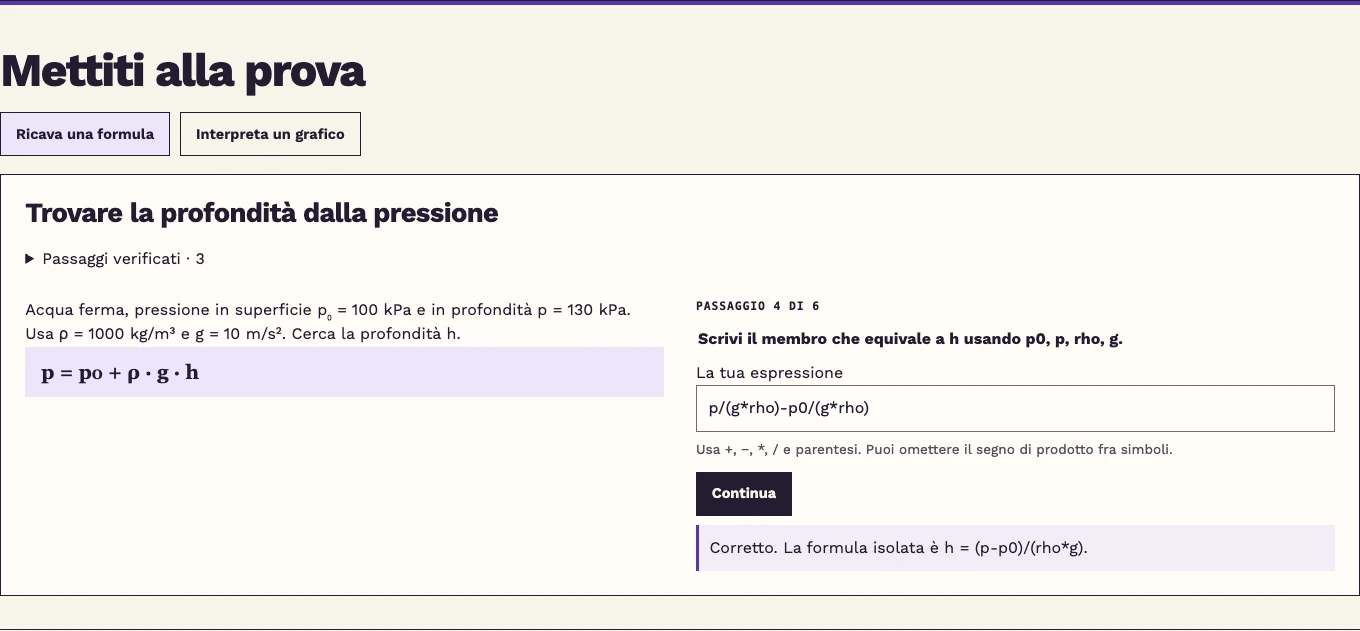 Mettiti alla prova
Ricava una formula
Interpreta un grafico
Trovare la profondità dalla pressione
▶ Passaggi verificati · 3
Acqua ferma, pressione in superficie p₀ = 100 kPa e in profondità p = 130 kPa.
Usa ρ = 1000 kg/m³ e g = 10 m/s². Cerca la profondità h.
p = p0 + ρ · g · h
PASSAGGIO 4 DI 6
Scrivi il membro che equivale a h usando p0, p, rho, g.
La tua espressione
p/(g*rho)-p0/(g*rho)
Usa +, −, *, / e parentesi. Puoi omettere il segno di prodotto fra simboli.
Continua
Corretto. La formula isolata è h = (p-p0)/(rho*g).